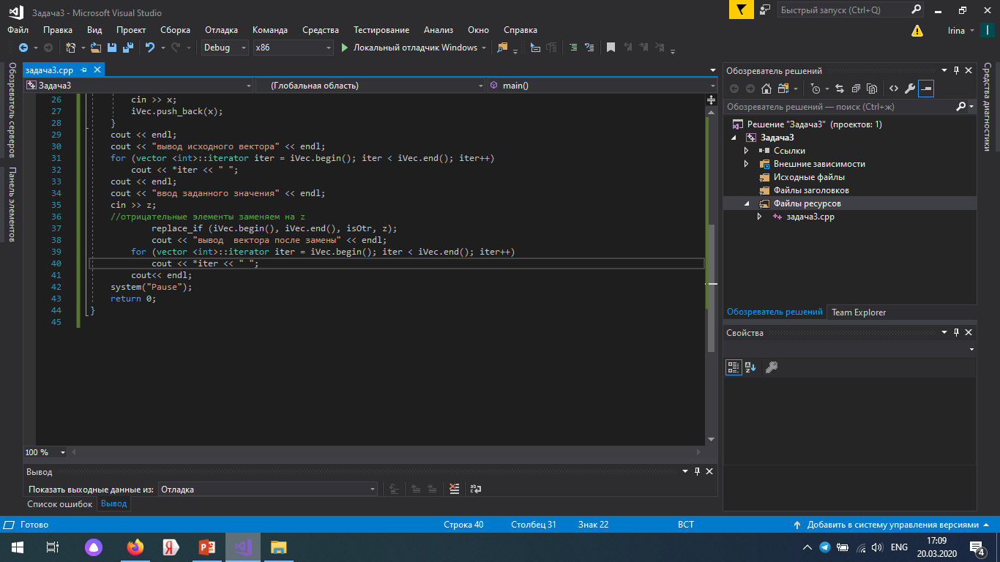 Задача3 - Microsoft Visual Studio
Быстрый запуск (Ctrl+Q)
Файл Правка Вид Проект Сборка Отладка Команда Средства Тестирование Анализ Окно Справка
Irina
I
Debug x86 Локальный отладчик Windows
Обозреватель серверов
Панель элементов
задача3.cpp
Задача3 (Глобальная область) main()
26 cin >> x;
27 iVec.push_back(x);
28 }
29 cout << endl;
30 cout << "вывод исходного вектора" << endl;
31 for (vector <int>::iterator iter = iVec.begin(); iter < iVec.end(); iter++)
32 cout << *iter << " ";
33 cout << endl;
34 cout << "ввод заданного значения" << endl;
35 cin >> z;
36 //отрицательные элементы заменяем на z
37 replace_if (iVec.begin(), iVec.end(), isOtr, z);
38 cout << "вывод  вектора после замены" << endl;
39 for (vector <int>::iterator iter = iVec.begin(); iter < iVec.end(); iter++)
40 cout << *iter << " ";
41 cout<< endl;
42 system("Pause");
43 return 0;
44 }
45
100 %
Вывод
Показать выходные данные из: Отладка
Список ошибок Вывод
Обозреватель решений
Обозреватель решений — поиск (Ctrl+ж)
Решение "Задача3" (проектов: 1)
Задача3
Ссылки
Внешние зависимости
Исходные файлы
Файлы заголовков
Файлы ресурсов
задача3.cpp
Обозреватель решений Team Explorer
Свойства
Средства диагностики
Готово Строка 40 Столбец 31 Знак 22 ВСТ Добавить в систему управления версиями
ENG
17:09
20.03.2020
4